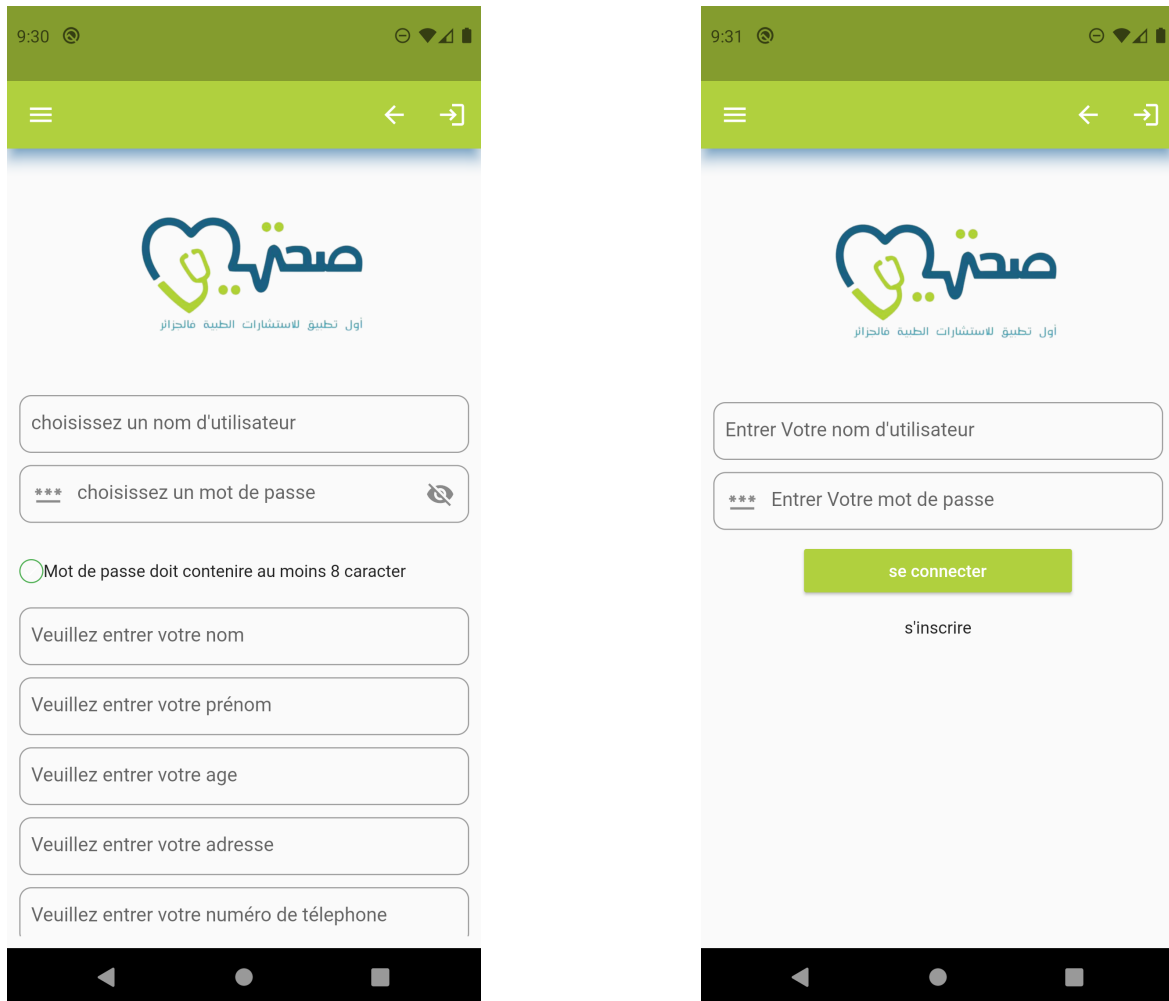 9:30
صحتي
أول تطبيق للاستشارات الطبية فالجزائر
choisissez un nom d'utilisateur
*** choisissez un mot de passe
Mot de passe doit contenire au moins 8 caracter
Veuillez entrer votre nom
Veuillez entrer votre prénom
Veuillez entrer votre age
Veuillez entrer votre adresse
Veuillez entrer votre numéro de télephone
9:31
صحتي
أول تطبيق للاستشارات الطبية فالجزائر
Entrer Votre nom d'utilisateur
*** Entrer Votre mot de passe
se connecter
s'inscrire